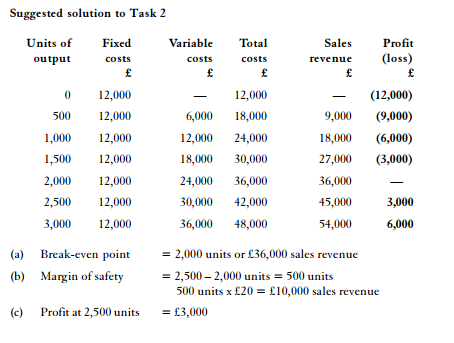 Suggested solution to Task 2
Units of Fixed Variable Total Sales Profit
output costs costs costs revenue (loss)
£ £ £ £ £
0 12,000 — 12,000 — (12,000)
500 12,000 6,000 18,000 9,000 (9,000)
1,000 12,000 12,000 24,000 18,000 (6,000)
1,500 12,000 18,000 30,000 27,000 (3,000)
2,000 12,000 24,000 36,000 36,000 —
2,500 12,000 30,000 42,000 45,000 3,000
3,000 12,000 36,000 48,000 54,000 6,000
(a) Break-even point = 2,000 units or £36,000 sales revenue
(b) Margin of safety = 2,500 – 2,000 units = 500 units
500 units x £20 = £10,000 sales revenue
(c) Profit at 2,500 units = £3,000